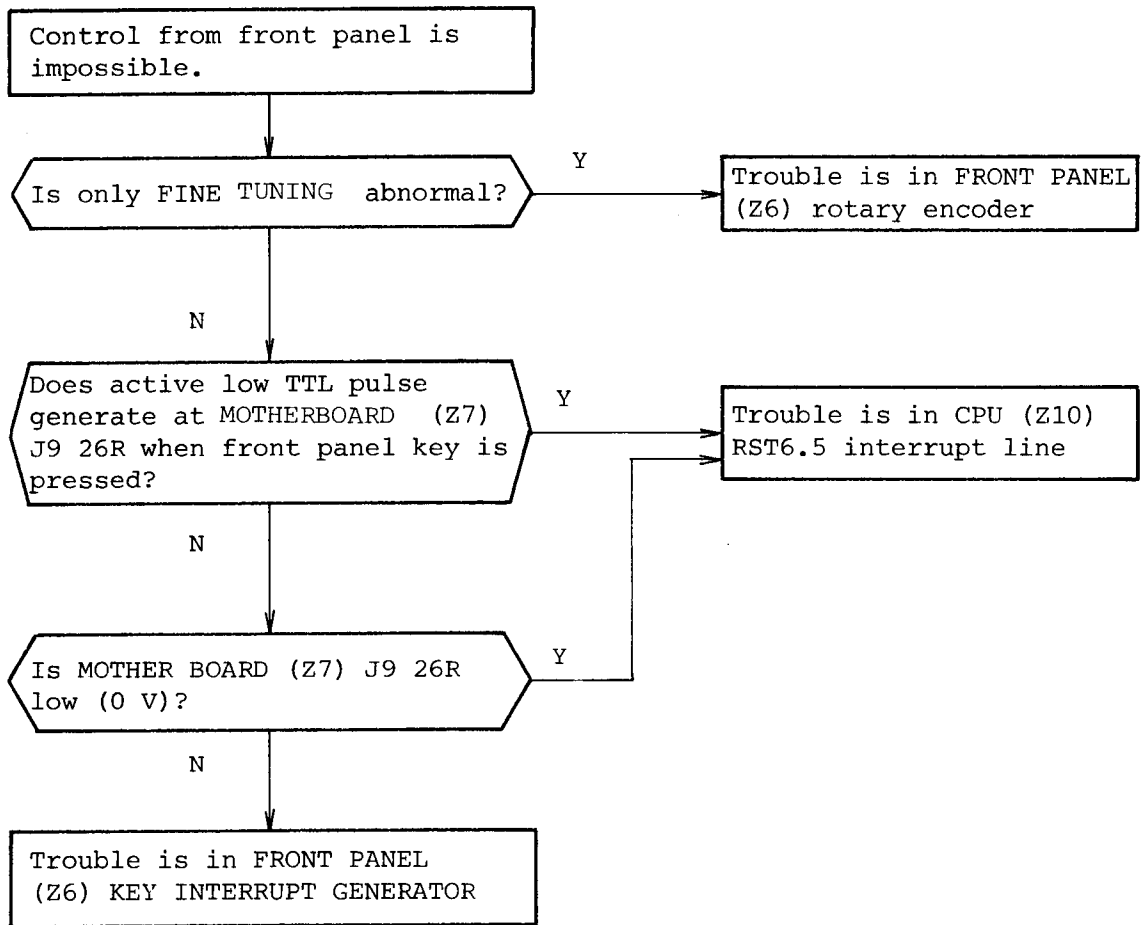 Control from front panel is
impossible.
Is only FINE TUNING abnormal?
Y
Trouble is in FRONT PANEL
(Z6) rotary encoder
N
Does active low TTL pulse
generate at MOTHERBOARD (Z7)
J9 26R when front panel key is
pressed?
Y
Trouble is in CPU (Z10)
RST6.5 interrupt line
N
Is MOTHER BOARD (Z7) J9 26R
low (0 V)?
Y
N
Trouble is in FRONT PANEL
(Z6) KEY INTERRUPT GENERATOR